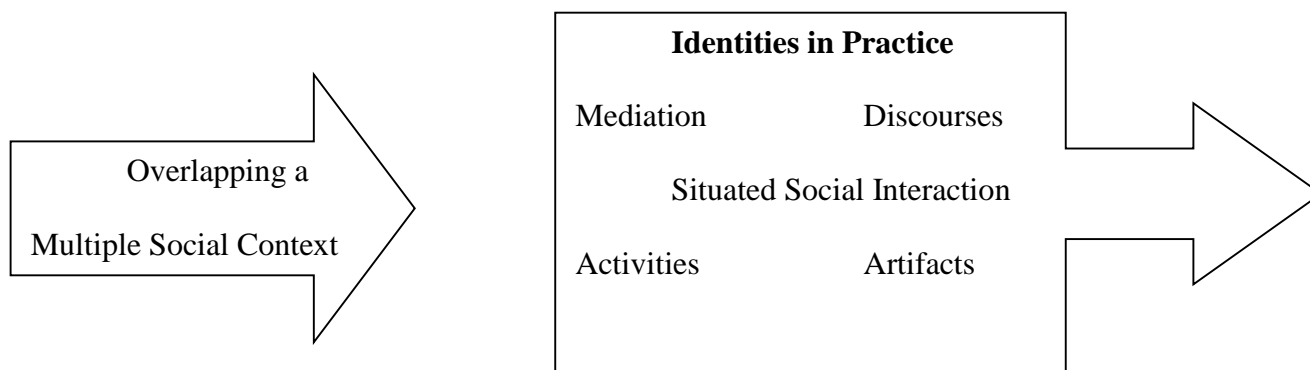 Overlapping a
Multiple Social Context
Identities in Practice
Mediation Discourses
Situated Social Interaction
Activities Artifacts